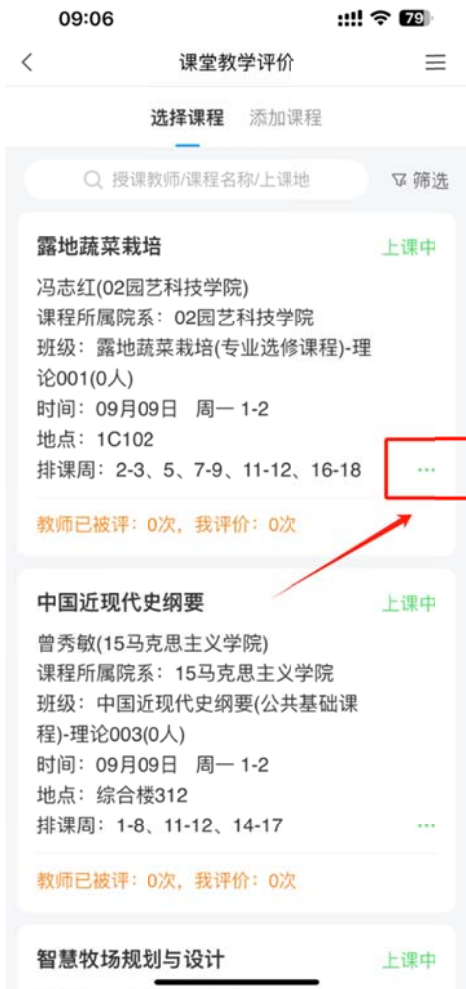 09:06
79
课堂教学评价
选择课程 添加课程
授课教师/课程名称/上课地
筛选
露地蔬菜栽培
上课中
冯志红(02园艺科技学院)
课程所属院系：02园艺科技学院
班级：露地蔬菜栽培(专业选修课程)-理
论001(0人)
时间：09月09日 周一 1-2
地点：1C102
排课周：2-3、5、7-9、11-12、16-18
...
教师已被评：0次，我评价：0次
中国近现代史纲要
上课中
曾秀敏(15马克思主义学院)
课程所属院系：15马克思主义学院
班级：中国近现代史纲要(公共基础课
程)-理论003(0人)
时间：09月09日 周一 1-2
地点：综合楼312
排课周：1-8、11-12、14-17
...
教师已被评：0次，我评价：0次
智慧牧场规划与设计
上课中